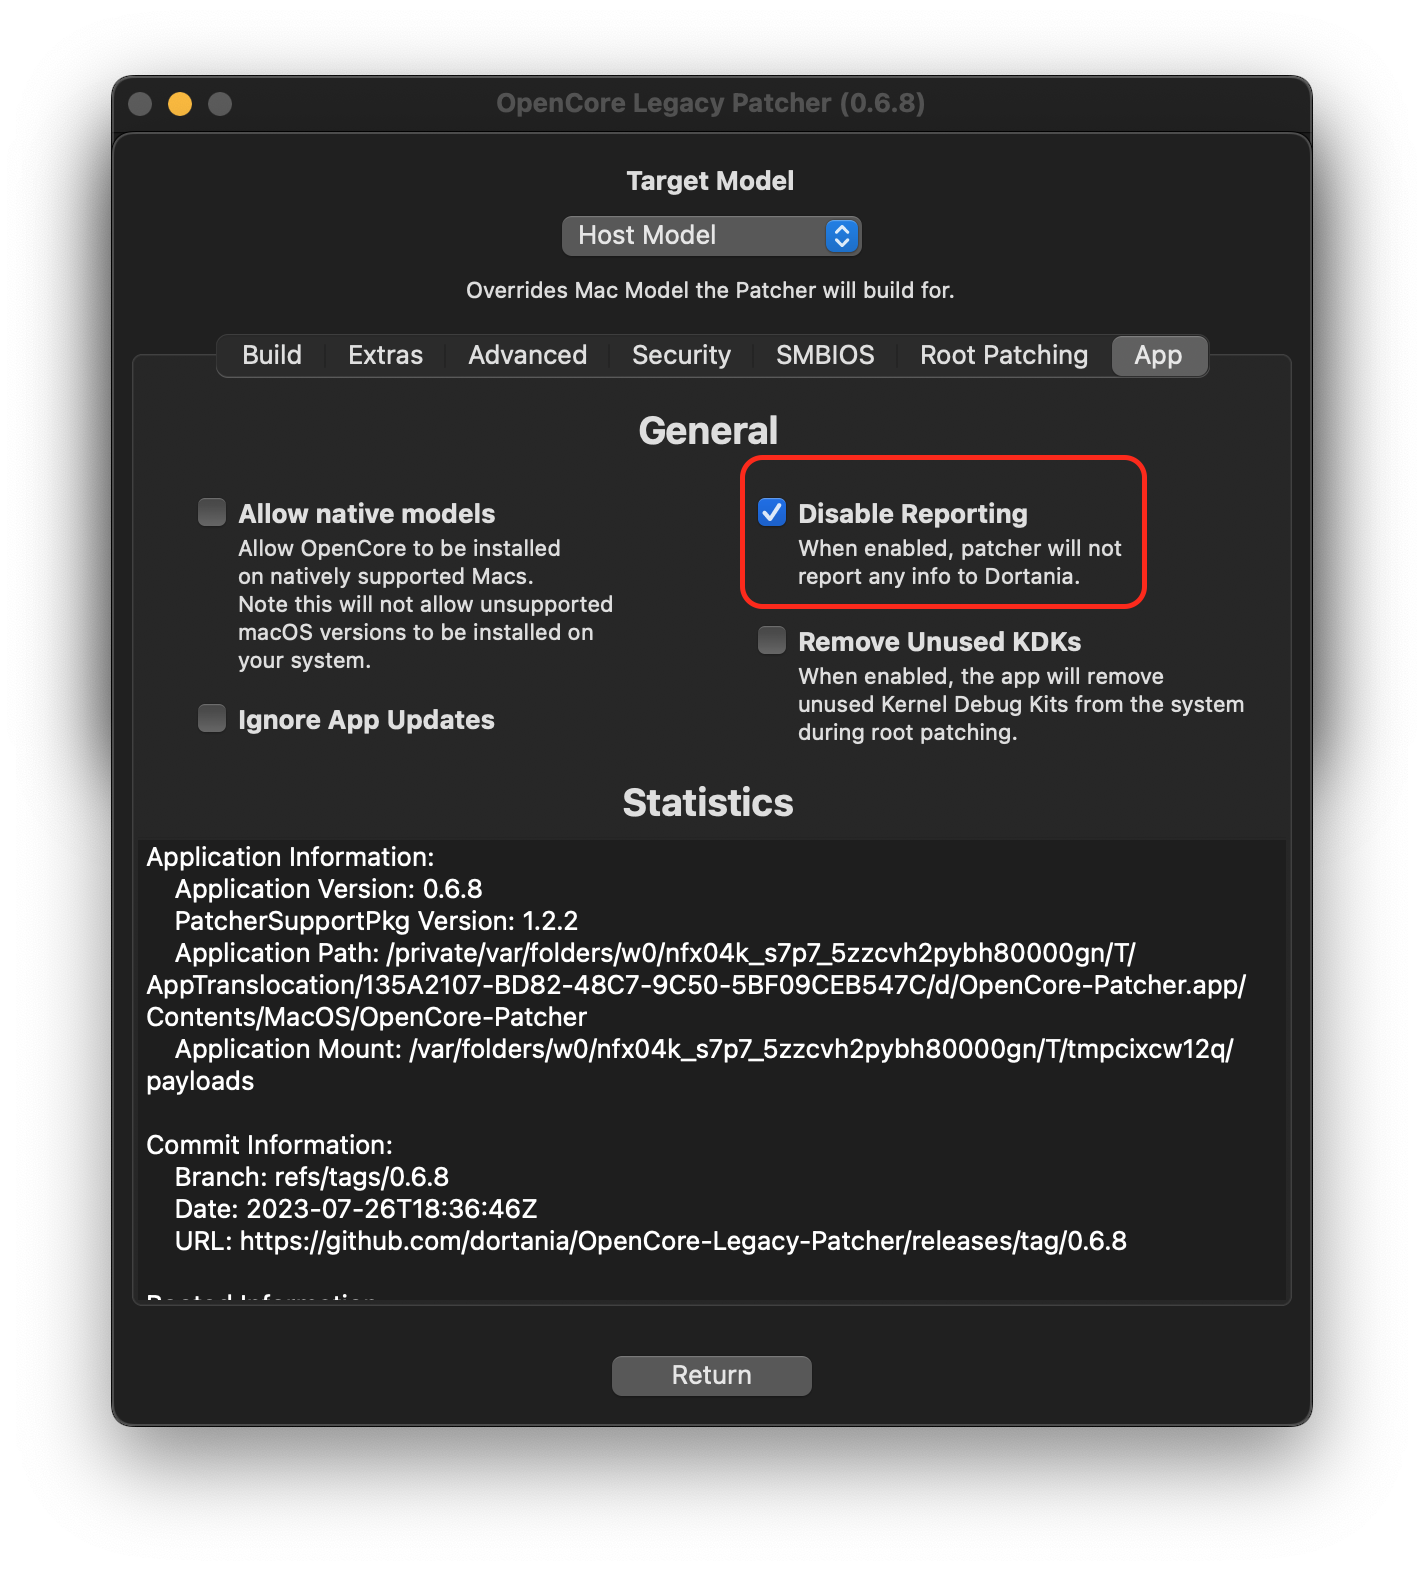 OpenCore Legacy Patcher (0.6.8)
Target Model
Host Model
Overrides Mac Model the Patcher will build for.
Build Extras Advanced Security SMBIOS Root Patching App
General
Allow native models
Allow OpenCore to be installed
on natively supported Macs.
Note this will not allow unsupported
macOS versions to be installed on
your system.
Ignore App Updates
Disable Reporting
When enabled, patcher will not
report any info to Dortania.
Remove Unused KDKs
When enabled, the app will remove
unused Kernel Debug Kits from the system
during root patching.
Statistics
Application Information:
Application Version: 0.6.8
PatcherSupportPkg Version: 1.2.2
Application Path: /private/var/folders/w0/nfx04k_s7p7_5zzcvh2pybh80000gn/T/
AppTranslocation/135A2107-BD82-48C7-9C50-5BF09CEB547C/d/OpenCore-Patcher.app/
Contents/MacOS/OpenCore-Patcher
Application Mount: /var/folders/w0/nfx04k_s7p7_5zzcvh2pybh80000gn/T/tmpcixcw12q/
payloads
Commit Information:
Branch: refs/tags/0.6.8
Date: 2023-07-26T18:36:46Z
URL: https://github.com/dortania/OpenCore-Legacy-Patcher/releases/tag/0.6.8
Booted Information
Return